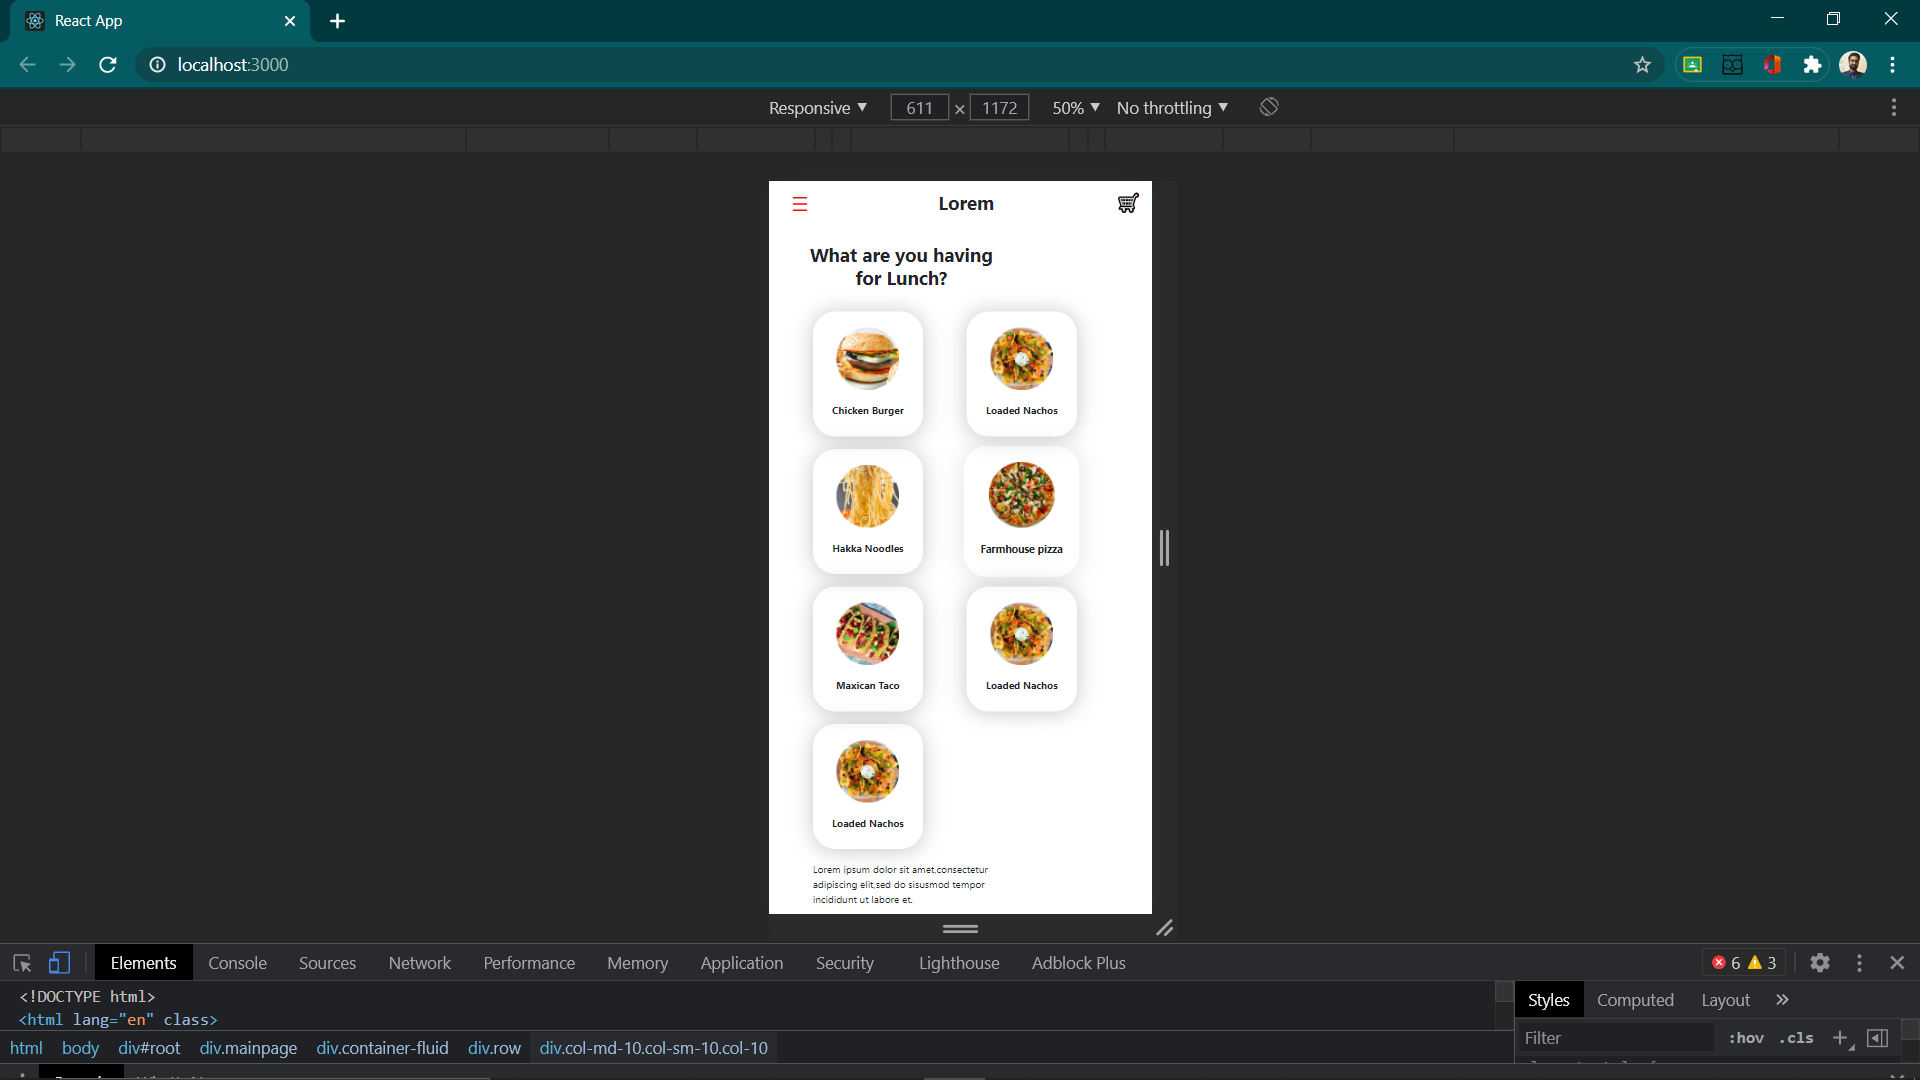 React App
localhost:3000
Responsive ▼ 611 × 1172 50% ▼ No throttling ▼
Lorem
What are you having
for Lunch?
Chicken Burger
Loaded Nachos
Hakka Noodles
Farmhouse pizza
Maxican Taco
Loaded Nachos
Loaded Nachos
Lorem ipsum dolor sit amet,consectetur
adipiscing elit,sed do sisusmod tempor
incididunt ut labore et.
Elements Console Sources Network Performance Memory Application Security Lighthouse Adblock Plus 6 3
<!DOCTYPE html>
<html lang="en" class>
Styles Computed Layout »
Filter :hov .cls
html body div#root div.mainpage div.container-fluid div.row div.col-md-10.col-sm-10.col-10